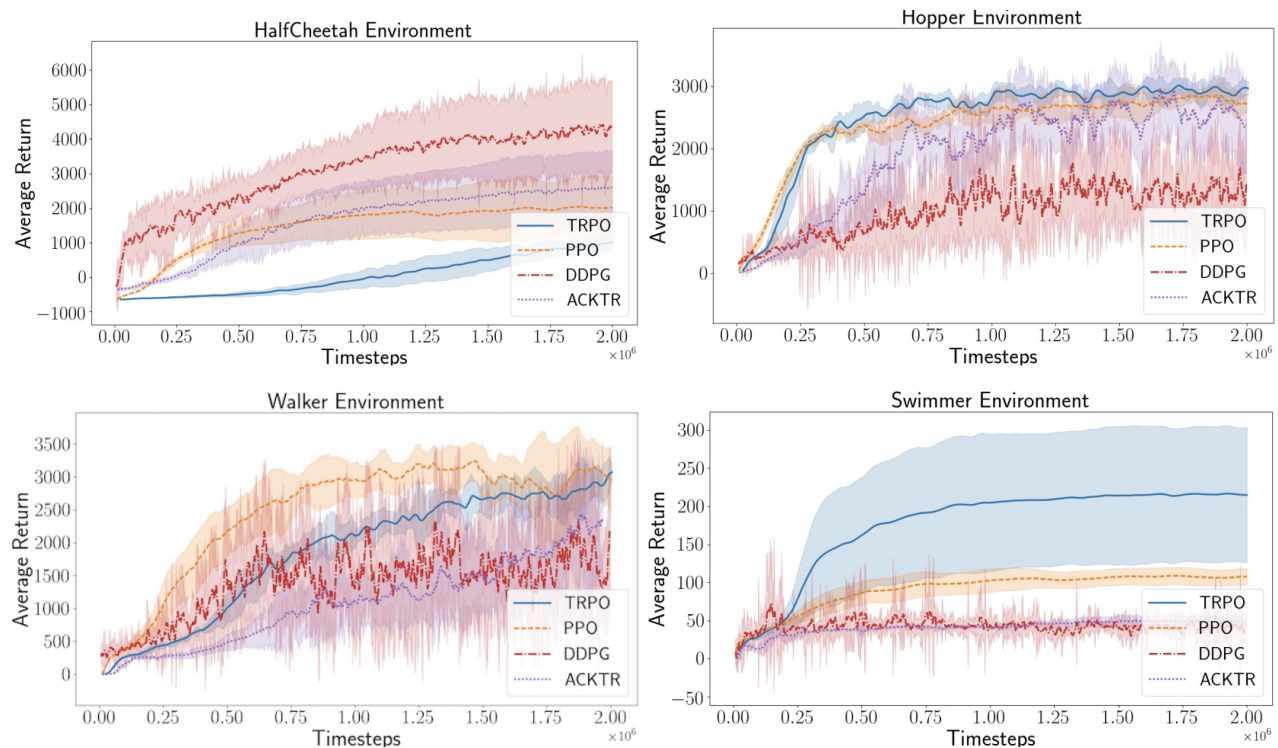 HalfCheetah Environment
Average Return
6000
5000
4000
3000
2000
1000
0
−1000
0.00 0.25 0.50 0.75 1.00 1.25 1.50 1.75 2.00
Timesteps
×10⁶
TRPO
PPO
DDPG
ACKTR
Hopper Environment
Average Return
3000
2000
1000
0
0.00 0.25 0.50 0.75 1.00 1.25 1.50 1.75 2.00
Timesteps
×10⁶
TRPO
PPO
DDPG
ACKTR
Walker Environment
Average Return
3500
3000
2500
2000
1500
1000
500
0
0.00 0.25 0.50 0.75 1.00 1.25 1.50 1.75 2.00
Timesteps
×10⁶
TRPO
PPO
DDPG
ACKTR
Swimmer Environment
Average Return
300
250
200
150
100
50
0
−50
0.00 0.25 0.50 0.75 1.00 1.25 1.50 1.75 2.00
Timesteps
×10⁶
TRPO
PPO
DDPG
ACKTR